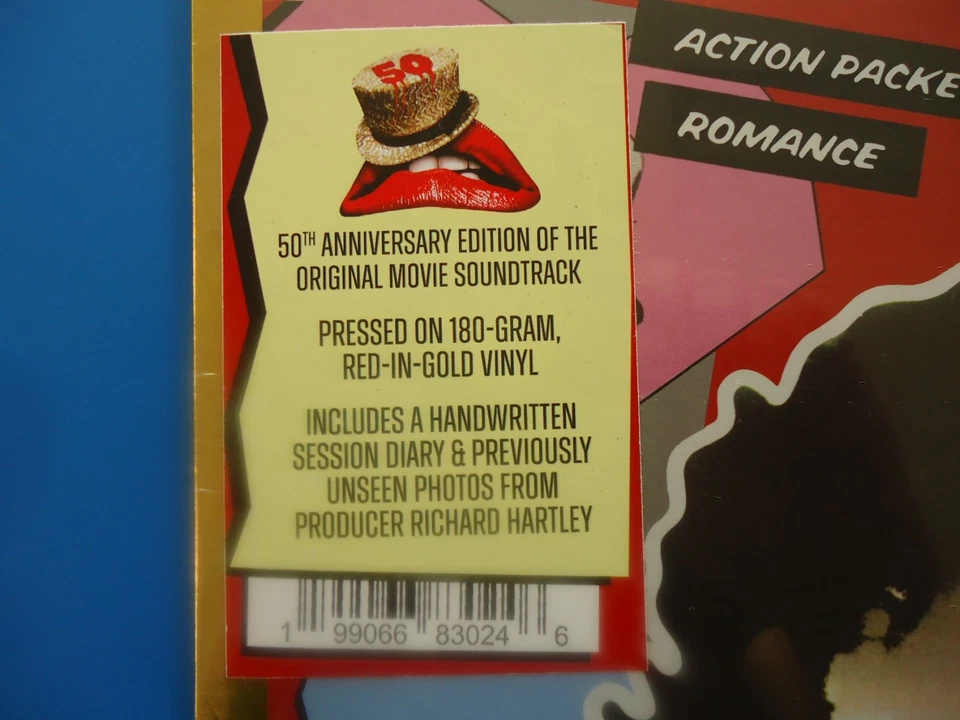 50
50TH ANNIVERSARY EDITION OF THE
ORIGINAL MOVIE SOUNDTRACK
PRESSED ON 180-GRAM,
RED-IN-GOLD VINYL
INCLUDES A HANDWRITTEN
SESSION DIARY & PREVIOUSLY
UNSEEN PHOTOS FROM
PRODUCER RICHARD HARTLEY
1 99066 83024 6
ACTION PACKE
ROMANCE